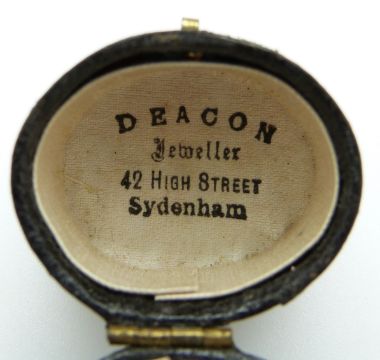 DEACON
Jeweller
42 HIGH STREET
Sydenham